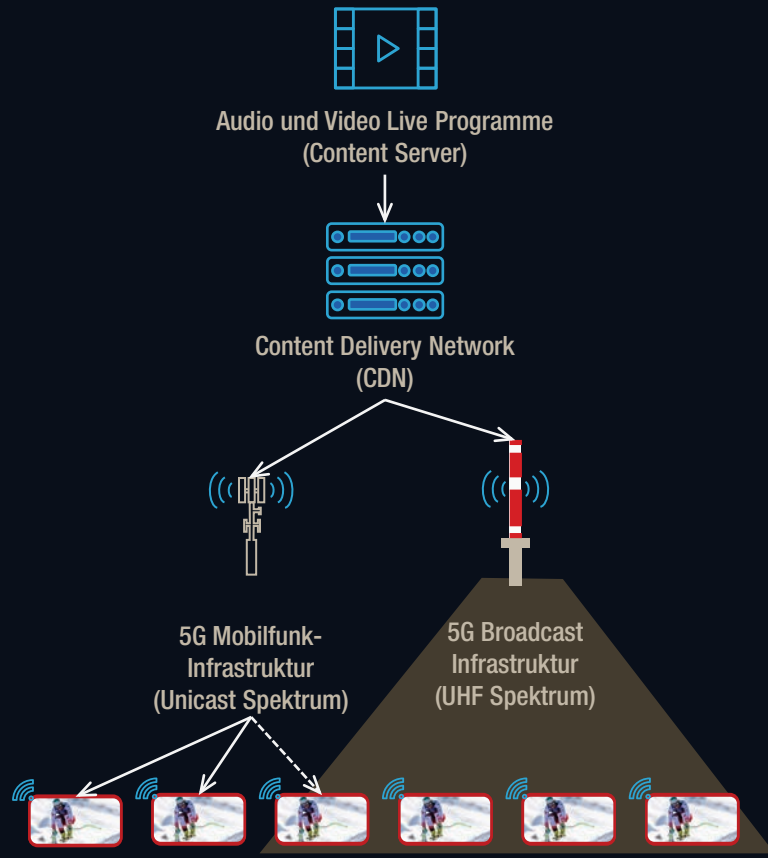 Audio und Video Live Programme
(Content Server)
Content Delivery Network
(CDN)
5G Mobilfunk-
Infrastruktur
(Unicast Spektrum)
5G Broadcast
Infrastruktur
(UHF Spektrum)